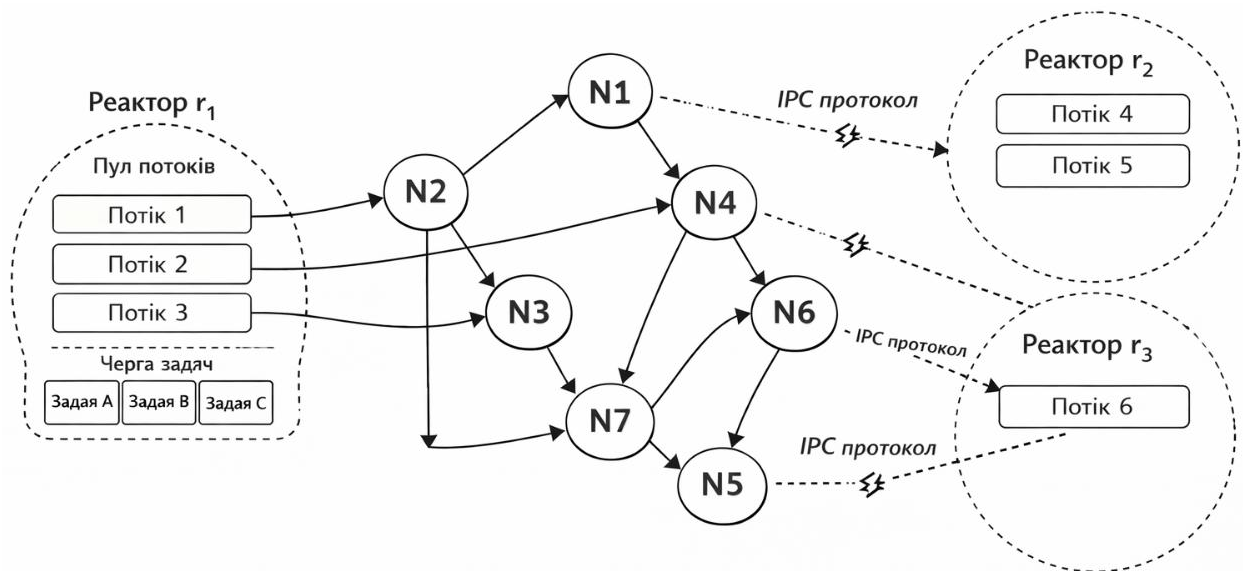 Реактор r₁
Пул потоків
Потік 1
Потік 2
Потік 3
Черга задач
Задая A
Задая B
Задая C
N1
N2
N3
N4
N6
N7
N5
IPC протокол
Реактор r₂
Потік 4
Потік 5
IPC протокол
Реактор r₃
Потік 6
IPC протокол